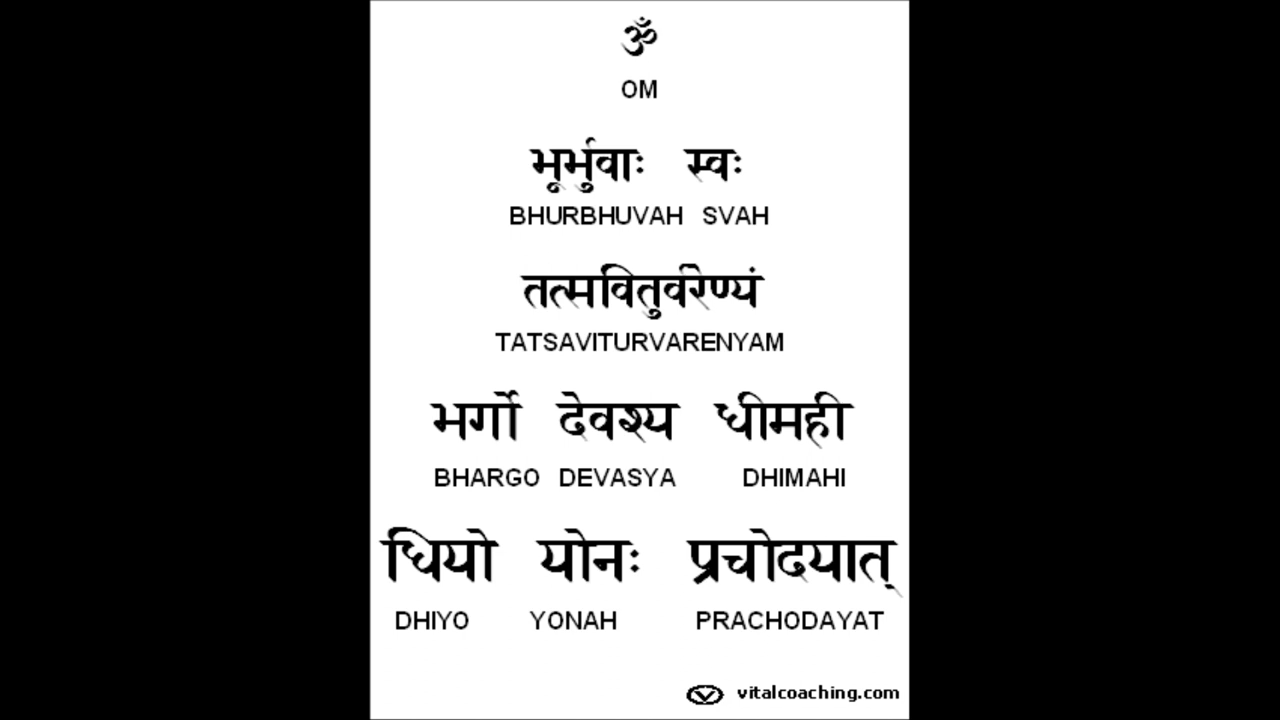 ॐ
OM
भूर्भुवाः स्वः
BHURBHUVAH SVAH
तत्सवितुर्वरेण्यं
TATSAVITURVARENYAM
भर्गो देवश्य धीमही
BHARGO DEVASYA DHIMAHI
धियो योनः प्रचोदयात्
DHIYO YONAH PRACHODAYAT
vitalcoaching.com